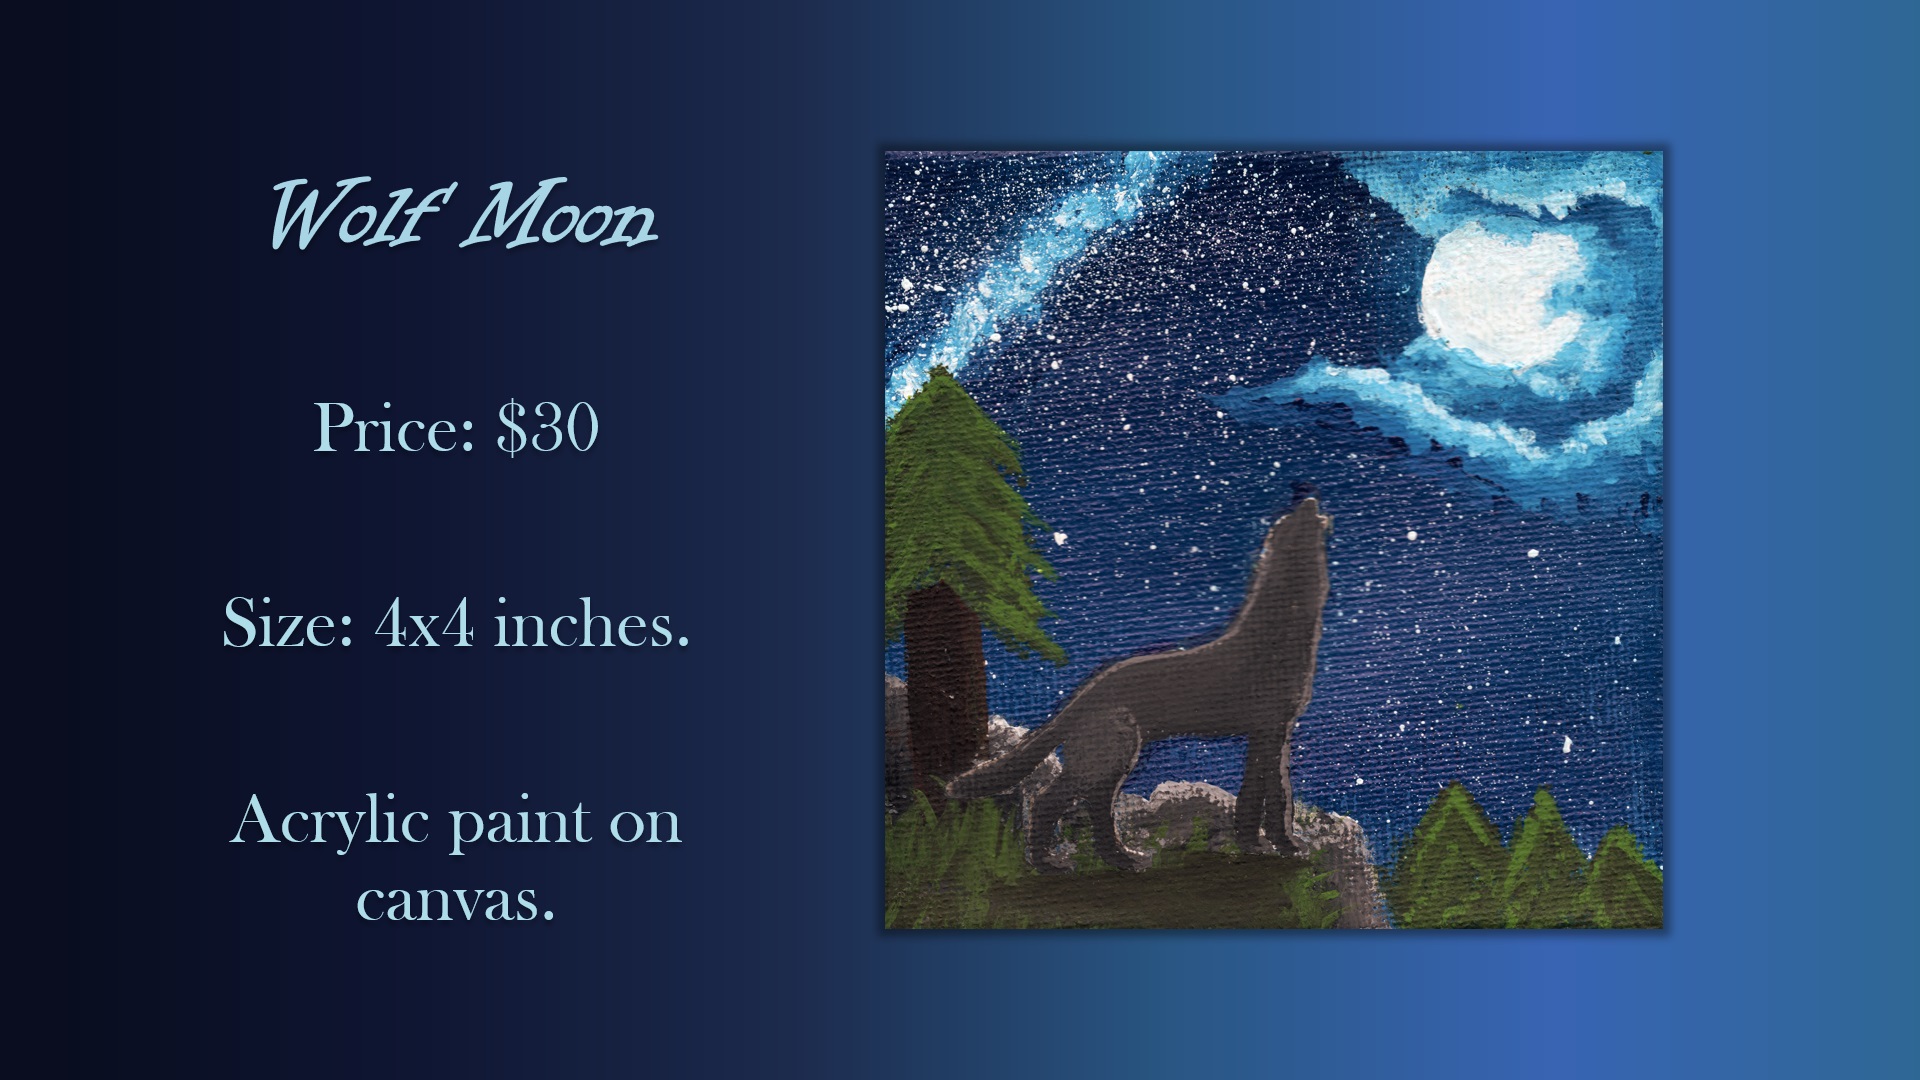 Wolf Moon
Price: $30
Size: 4x4 inches.
Acrylic paint on
canvas.